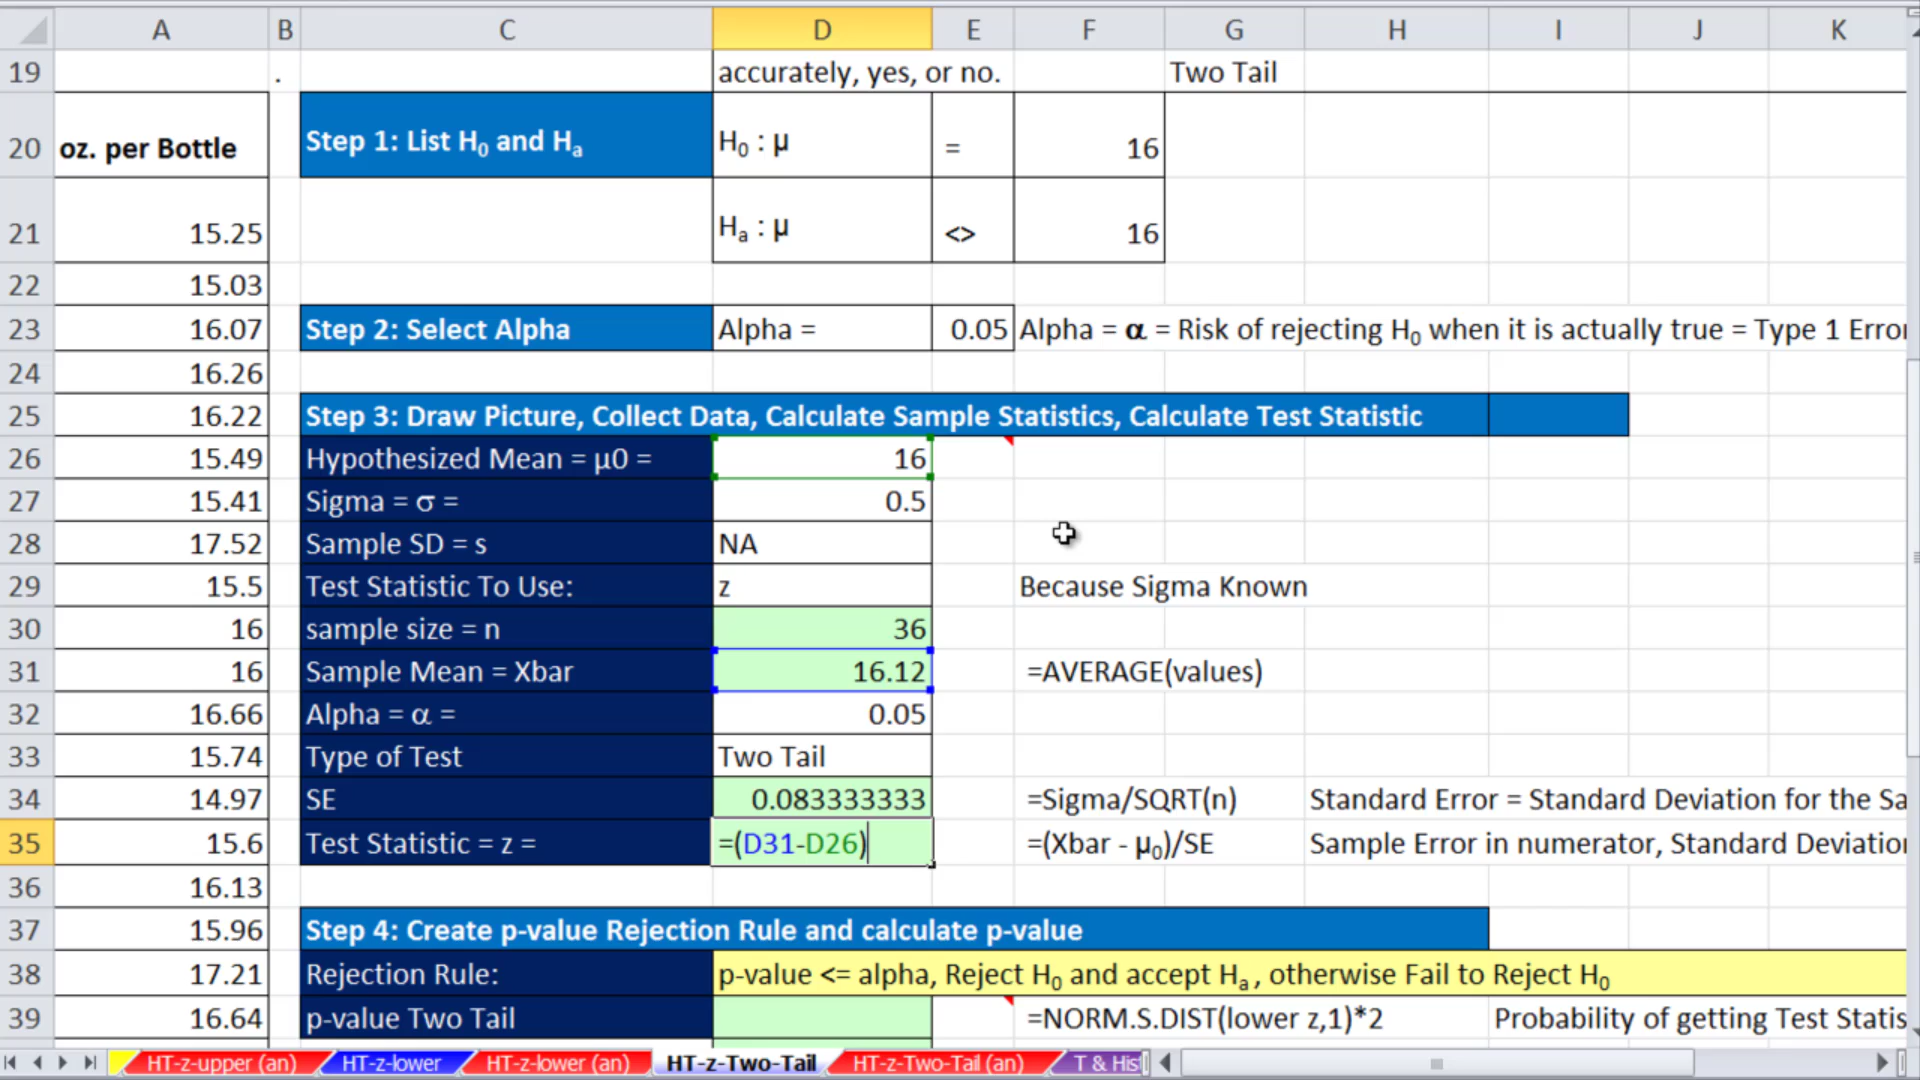 A B C D E F G H I J K
19 . accurately, yes, or no. Two Tail
20 oz. per Bottle Step 1: List H0 and Ha H0 : μ = 16
21 15.25 Ha : μ <> 16
22 15.03
23 16.07 Step 2: Select Alpha Alpha = 0.05 Alpha = α = Risk of rejecting H0 when it is actually true = Type 1 Error
24 16.26
25 16.22 Step 3: Draw Picture, Collect Data, Calculate Sample Statistics, Calculate Test Statistic
26 15.49 Hypothesized Mean = μ0 = 16
27 15.41 Sigma = σ = 0.5
28 17.52 Sample SD = s NA
29 15.5 Test Statistic To Use: z Because Sigma Known
30 16 sample size = n 36
31 16 Sample Mean = Xbar 16.12 =AVERAGE(values)
32 16.66 Alpha = α = 0.05
33 15.74 Type of Test Two Tail
34 14.97 SE 0.083333333 =Sigma/SQRT(n) Standard Error = Standard Deviation for the Sa
35 15.6 Test Statistic = z = =(D31-D26) =(Xbar - μ0)/SE Sample Error in numerator, Standard Deviatio
36 16.13
37 15.96 Step 4: Create p-value Rejection Rule and calculate p-value
38 17.21 Rejection Rule: p-value <= alpha, Reject H0 and accept Ha , otherwise Fail to Reject H0
39 16.64 p-value Two Tail =NORM.S.DIST(lower z,1)*2 Probability of getting Test Statis
HT-z-upper (an) HT-z-lower HT-z-lower (an) HT-z-Two-Tail HT-z-Two-Tail (an) T & Hist